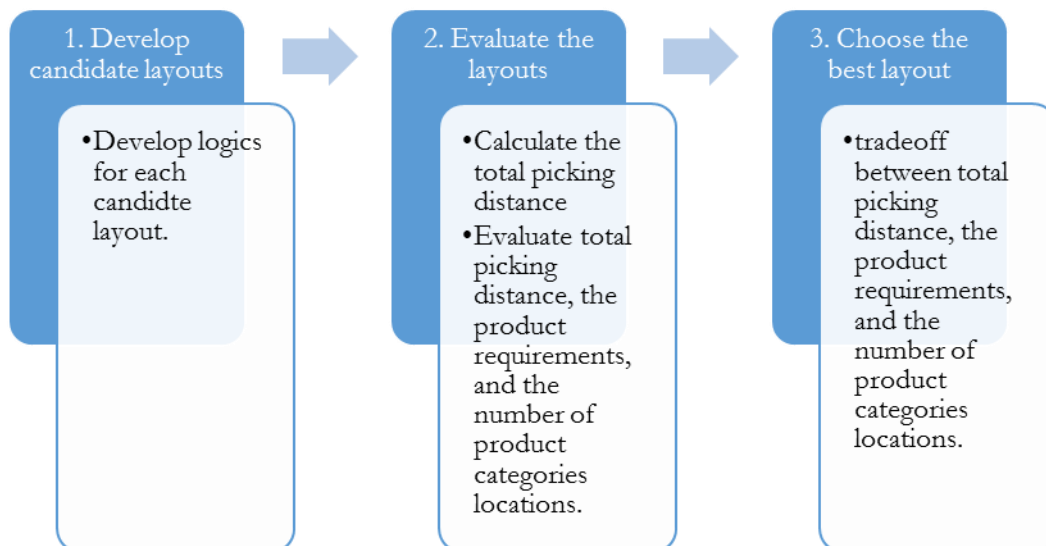 1. Develop
candidate layouts
•Develop logics
for each
candidte
layout.
2. Evaluate the
layouts
•Calculate the
total picking
distance
•Evaluate total
picking
distance, the
product
requirements,
and the
number of
product
categories
locations.
3. Choose the
best layout
•tradeoff
between total
picking
distance, the
product
requirements,
and the
number of
product
categories
locations.